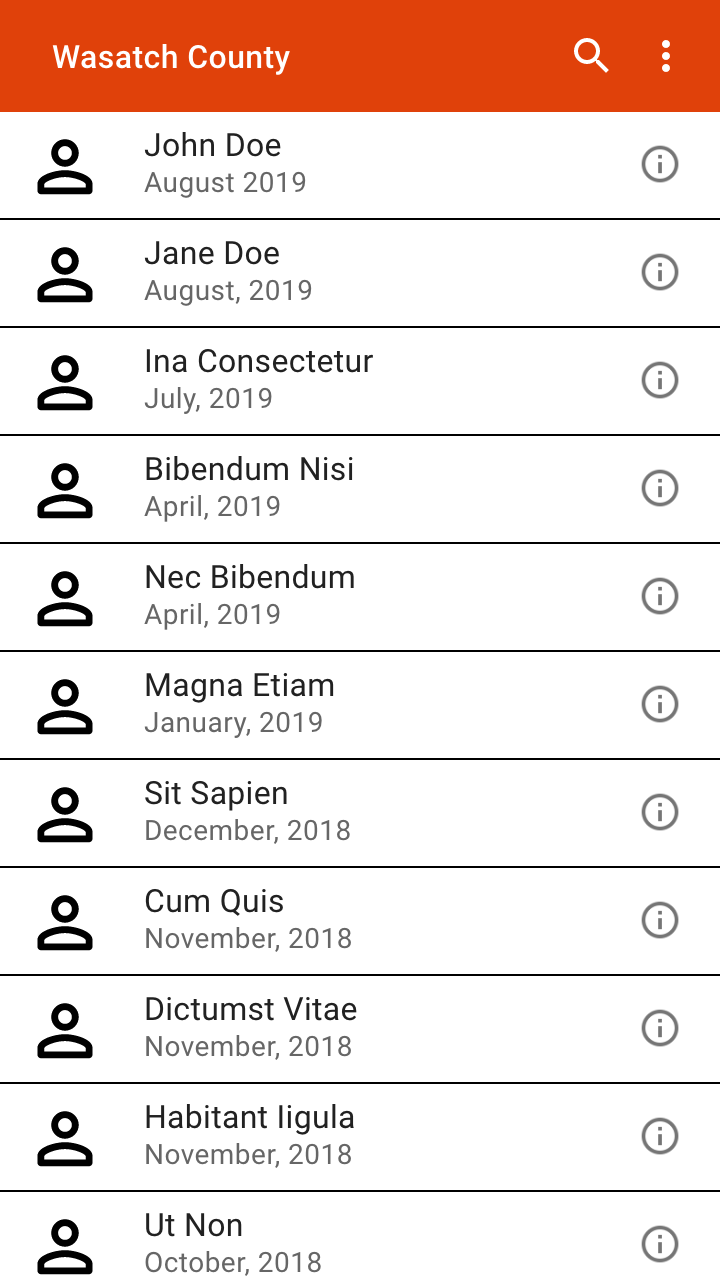 Wasatch County
John Doe
August 2019
Jane Doe
August, 2019
Ina Consectetur
July, 2019
Bibendum Nisi
April, 2019
Nec Bibendum
April, 2019
Magna Etiam
January, 2019
Sit Sapien
December, 2018
Cum Quis
November, 2018
Dictumst Vitae
November, 2018
Habitant Iigula
November, 2018
Ut Non
October, 2018